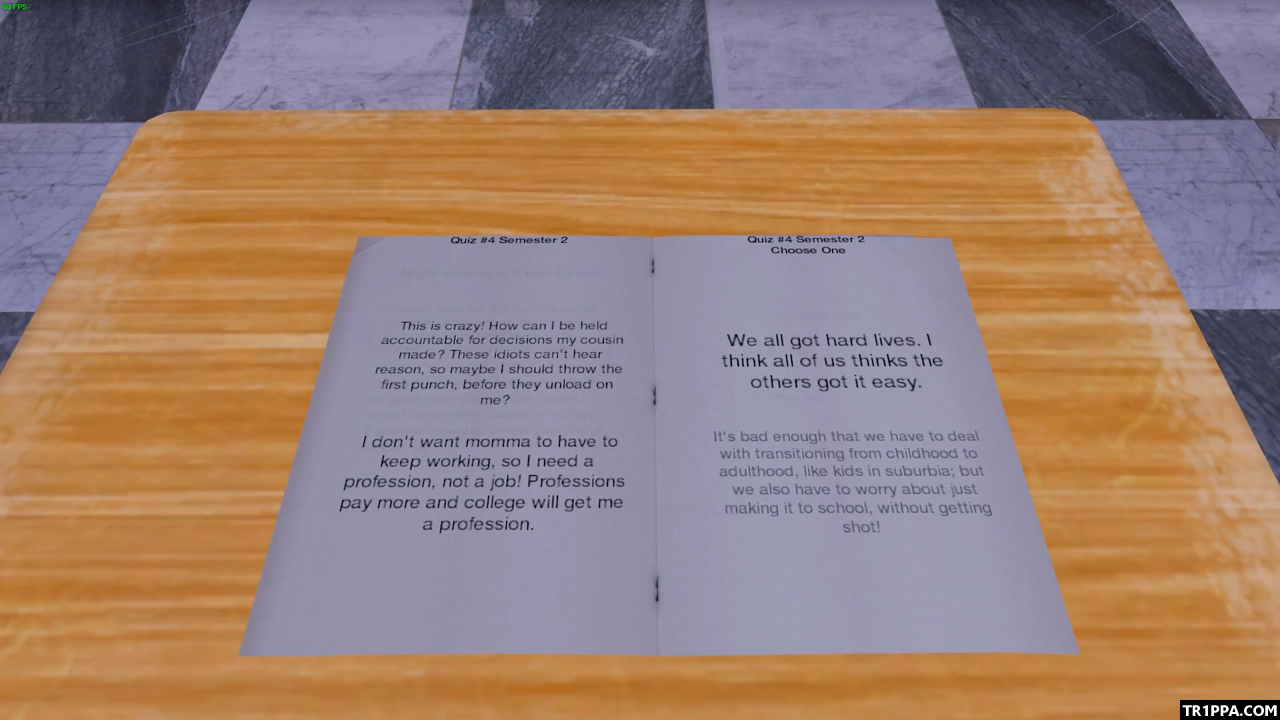 60 FPS
Quiz #4 Semester 2
This is crazy! How can I be held
accountable for decisions my cousin
made? These idiots can't hear
reason, so maybe I should throw the
first punch, before they unload on
me?
I don't want momma to have to
keep working, so I need a
profession, not a job! Professions
pay more and college will get me
a profession.
Quiz #4 Semester 2
Choose One
We all got hard lives. I
think all of us thinks the
others got it easy.
It's bad enough that we have to deal
with transitioning from childhood to
adulthood, like kids in suburbia; but
we also have to worry about just
making it to school, without getting
shot!
TR1PPA.COM